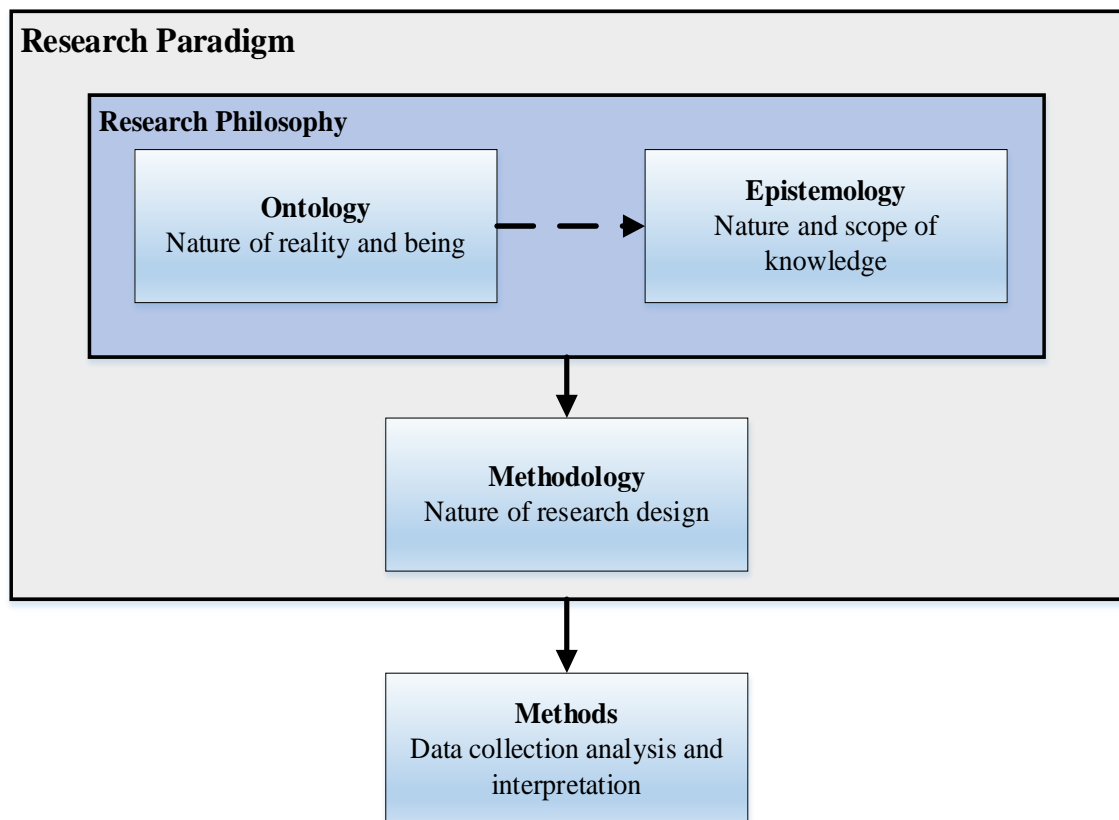 Research Paradigm
Research Philosophy
Ontology
Nature of reality and being
Epistemology
Nature and scope of
knowledge
Methodology
Nature of research design
Methods
Data collection analysis and
interpretation